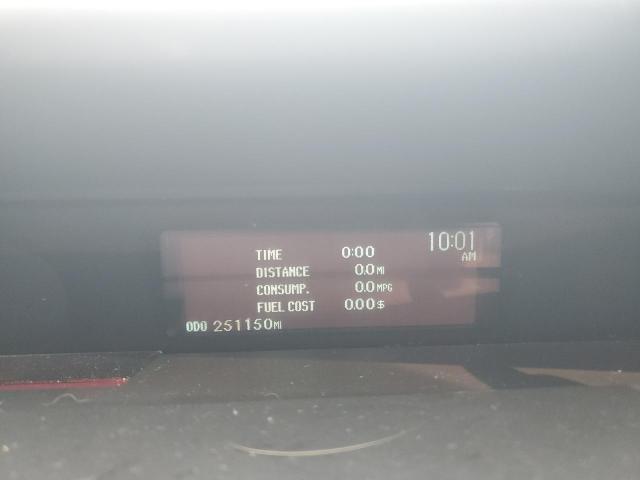 10:01
AM
TIME 0:00
DISTANCE 0.0 MI
CONSUMP. 0.0 MPG
FUEL COST 0.00 $
ODO 251150 MI